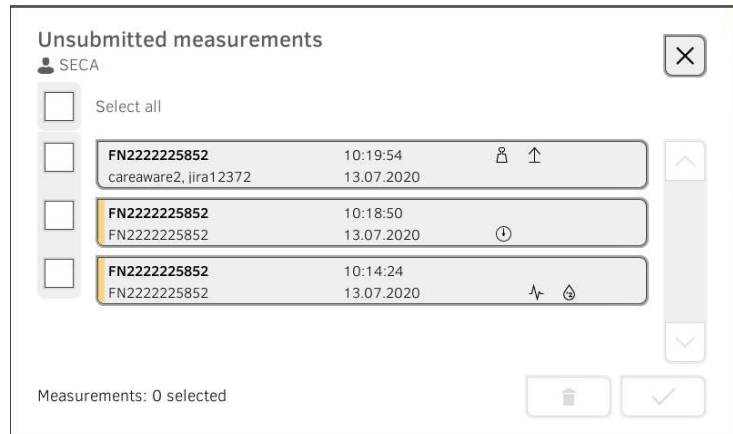 Unsubmitted measurements
SECA
Select all
FN2222225852 10:19:54
careaware2, jira12372 13.07.2020
FN2222225852 10:18:50
FN2222225852 13.07.2020
FN2222225852 10:14:24
FN2222225852 13.07.2020
Measurements: 0 selected